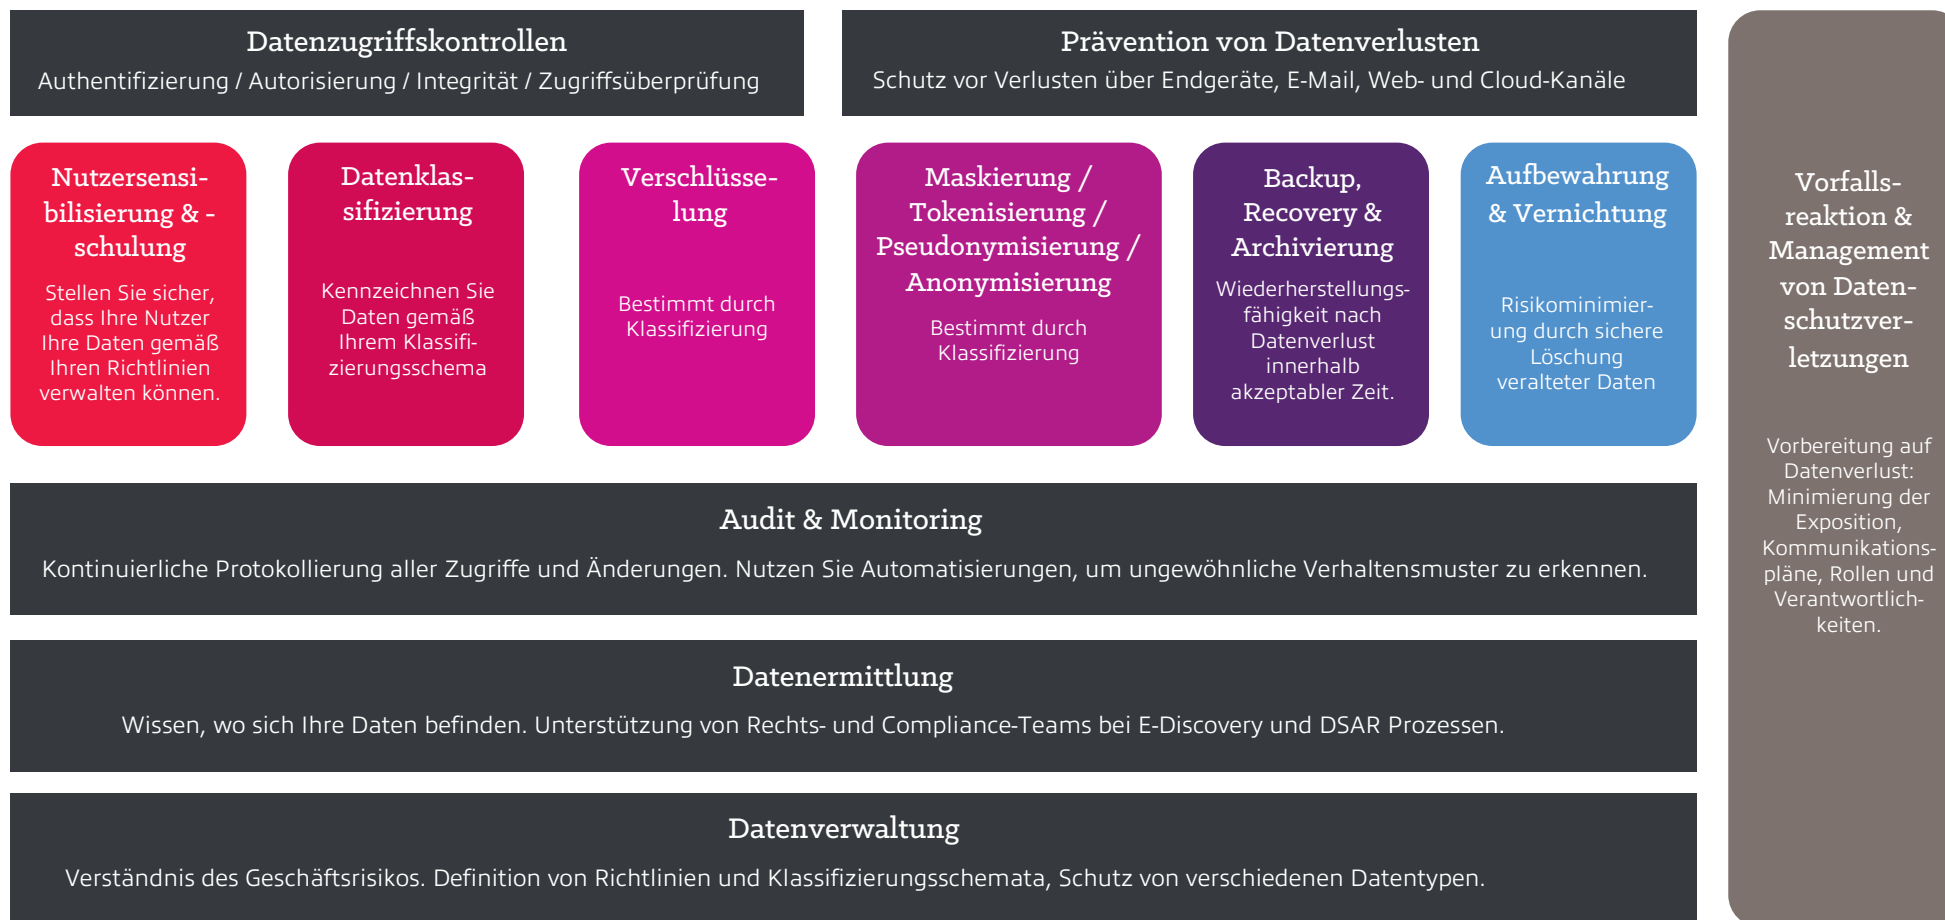 Datenzugriffskontrollen
Authentifizierung / Autorisierung / Integrität / Zugriffsüberprüfung
Prävention von Datenverlusten
Schutz vor Verlusten über Endgeräte, E-Mail, Web- und Cloud-Kanäle
Nutzersensi-
bilisierung & -
schulung
Stellen Sie sicher,
dass Ihre Nutzer
Ihre Daten gemäß
Ihren Richtlinien
verwalten können.
Datenklas-
sifizierung
Kennzeichnen Sie
Daten gemäß
Ihrem Klassifi-
zierungsschema
Verschlüsse-
lung
Bestimmt durch
Klassifizierung
Maskierung /
Tokenisierung /
Pseudonymisierung /
Anonymisierung
Bestimmt durch
Klassifizierung
Backup,
Recovery &
Archivierung
Wiederherstellungs-
fähigkeit nach
Datenverlust
innerhalb
akzeptabler Zeit.
Aufbewahrung
& Vernichtung
Risikominimier-
ung durch sichere
Löschung
veralteter Daten
Audit & Monitoring
Kontinuierliche Protokollierung aller Zugriffe und Änderungen. Nutzen Sie Automatisierungen, um ungewöhnliche Verhaltensmuster zu erkennen.
Datenermittlung
Wissen, wo sich Ihre Daten befinden. Unterstützung von Rechts- und Compliance-Teams bei E-Discovery und DSAR Prozessen.
Datenverwaltung
Verständnis des Geschäftsrisikos. Definition von Richtlinien und Klassifizierungsschemata, Schutz von verschiedenen Datentypen.
Vorfalls-
reaktion &
Management
von Daten-
schutzver-
letzungen
Vorbereitung auf
Datenverlust:
Minimierung der
Exposition,
Kommunikations-
pläne, Rollen und
Verantwortlich-
keiten.